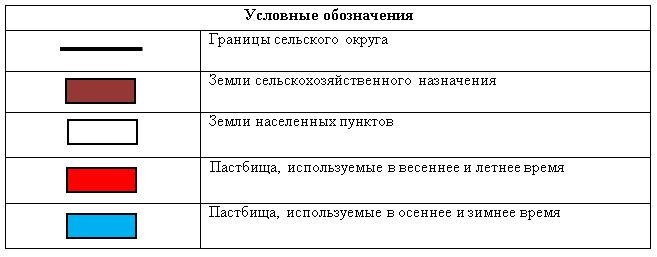 Условные обозначения
Границы сельского округа
Земли сельскохозяйственного назначения
Земли населенных пунктов
Пастбища, используемые в весеннее и летнее время
Пастбища, используемые в осеннее и зимнее время